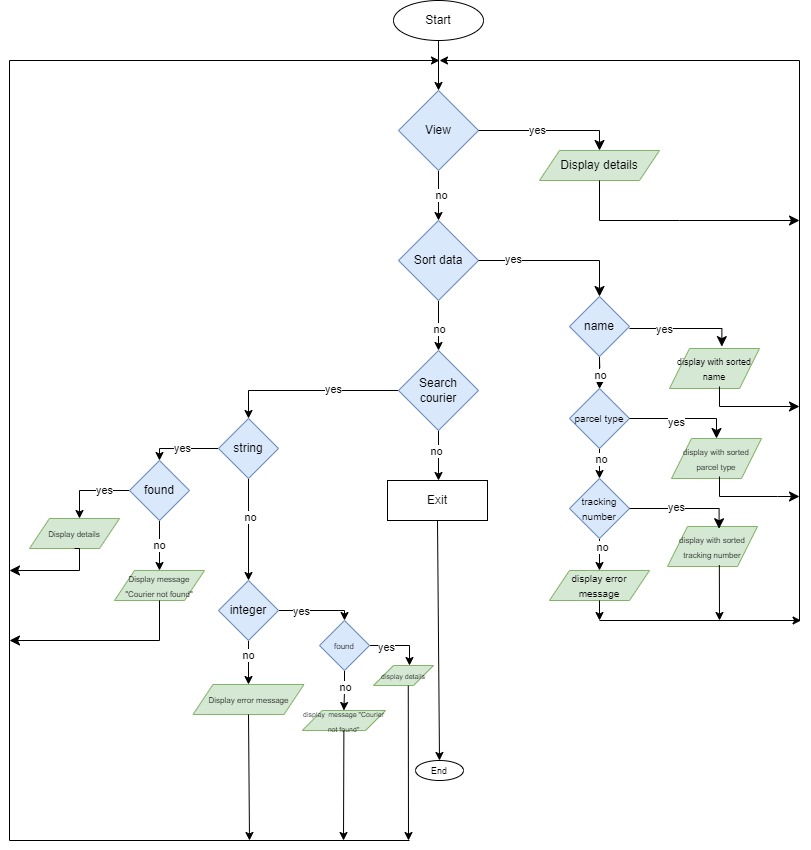 Start
View
yes
Display details
no
Sort data
yes
name
yes
display with sorted
name
no
no
Search
courier
yes
parcel type
yes
display with sorted
parcel type
string
yes
no
no
found
yes
Exit
tracking
number
yes
Display details
no
no
display with sorted
tracking number
no
Display message
"Courier not found"
display error
message
integer
yes
found
yes
no
display details
no
Display error message
display message "Courier
not found"
End